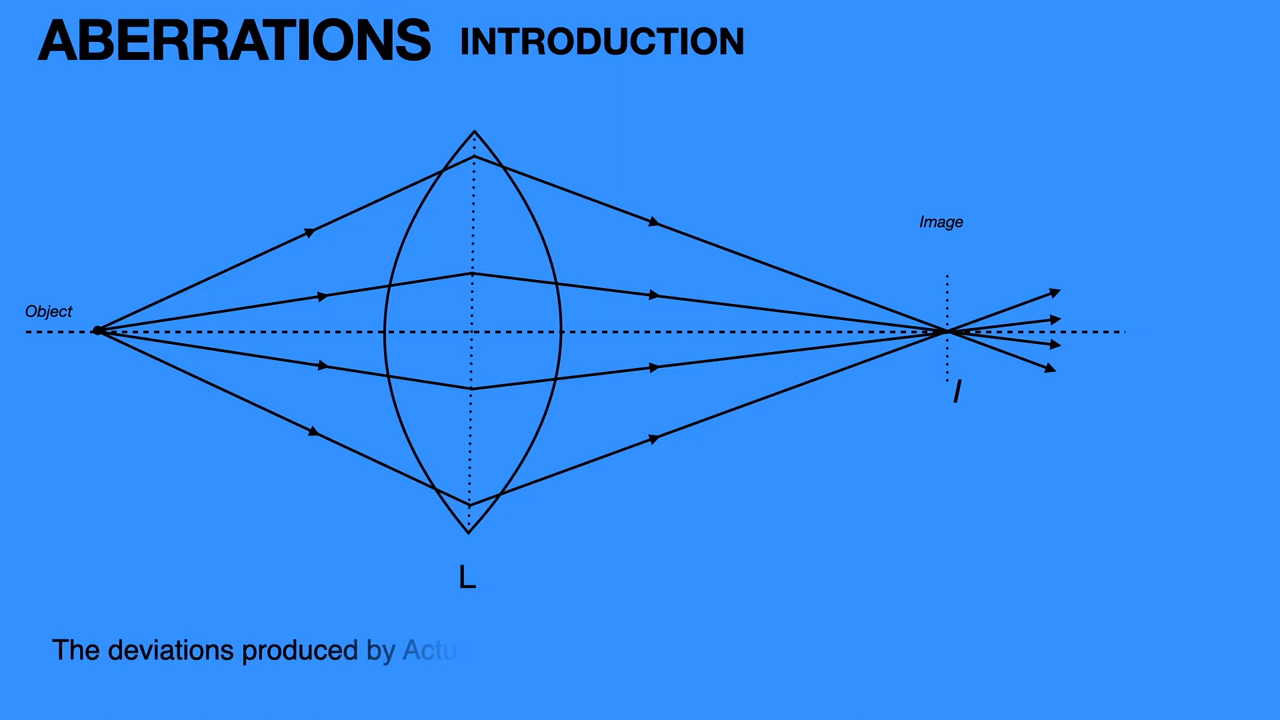 ABERRATIONS INTRODUCTION
Image
Object
I
L
The deviations produced by